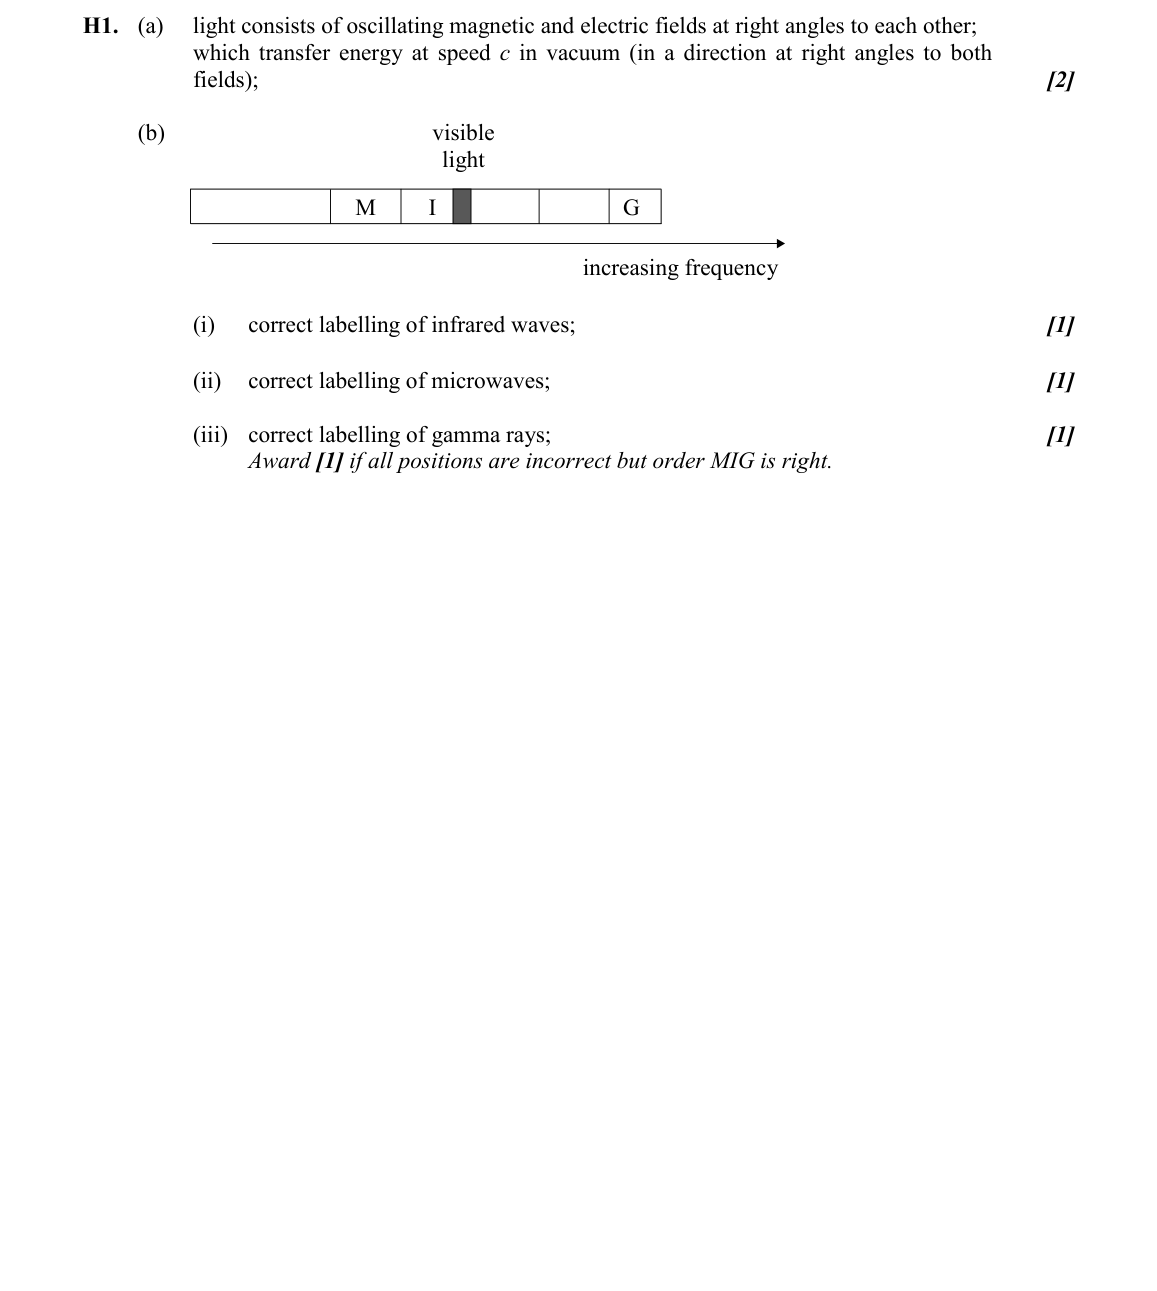 H1. (a) light consists of oscillating magnetic and electric fields at right angles to each other;
which transfer energy at speed c in vacuum (in a direction at right angles to both
fields); [2]
(b) visible
light
M I G
increasing frequency
(i) correct labelling of infrared waves; [1]
(ii) correct labelling of microwaves; [1]
(iii) correct labelling of gamma rays; [1]
Award [1] if all positions are incorrect but order MIG is right.